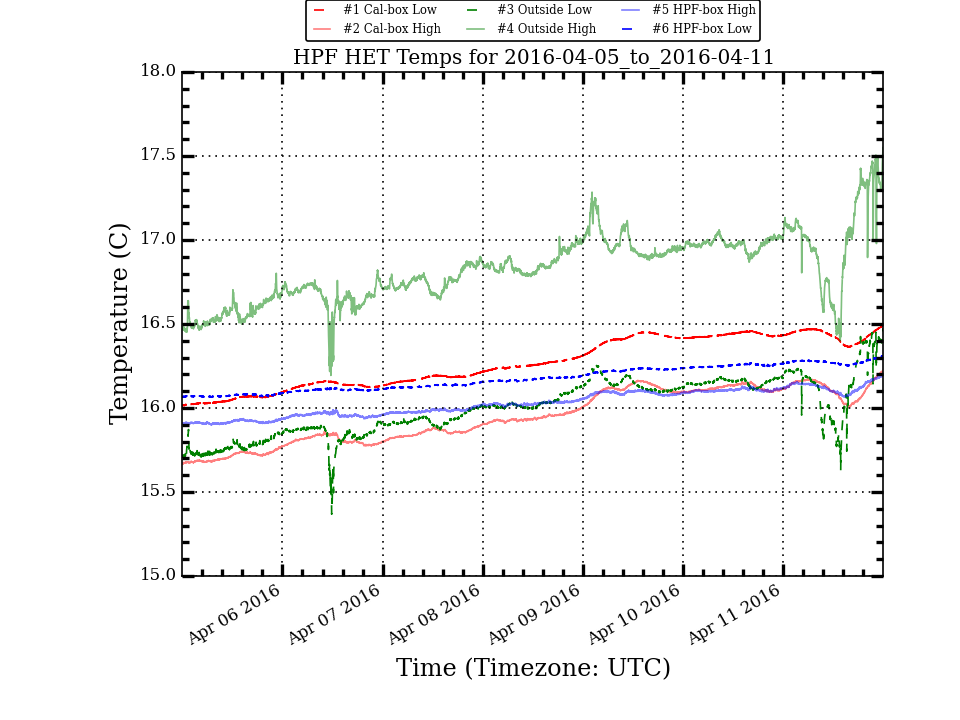 #1 Cal-box Low #3 Outside Low #5 HPF-box High
#2 Cal-box High #4 Outside High #6 HPF-box Low
HPF HET Temps for 2016-04-05_to_2016-04-11
18.0
17.5
17.0
16.5
16.0
15.5
15.0
Temperature (C)
Apr 06 2016 Apr 07 2016 Apr 08 2016 Apr 09 2016 Apr 10 2016 Apr 11 2016
Time (Timezone: UTC)